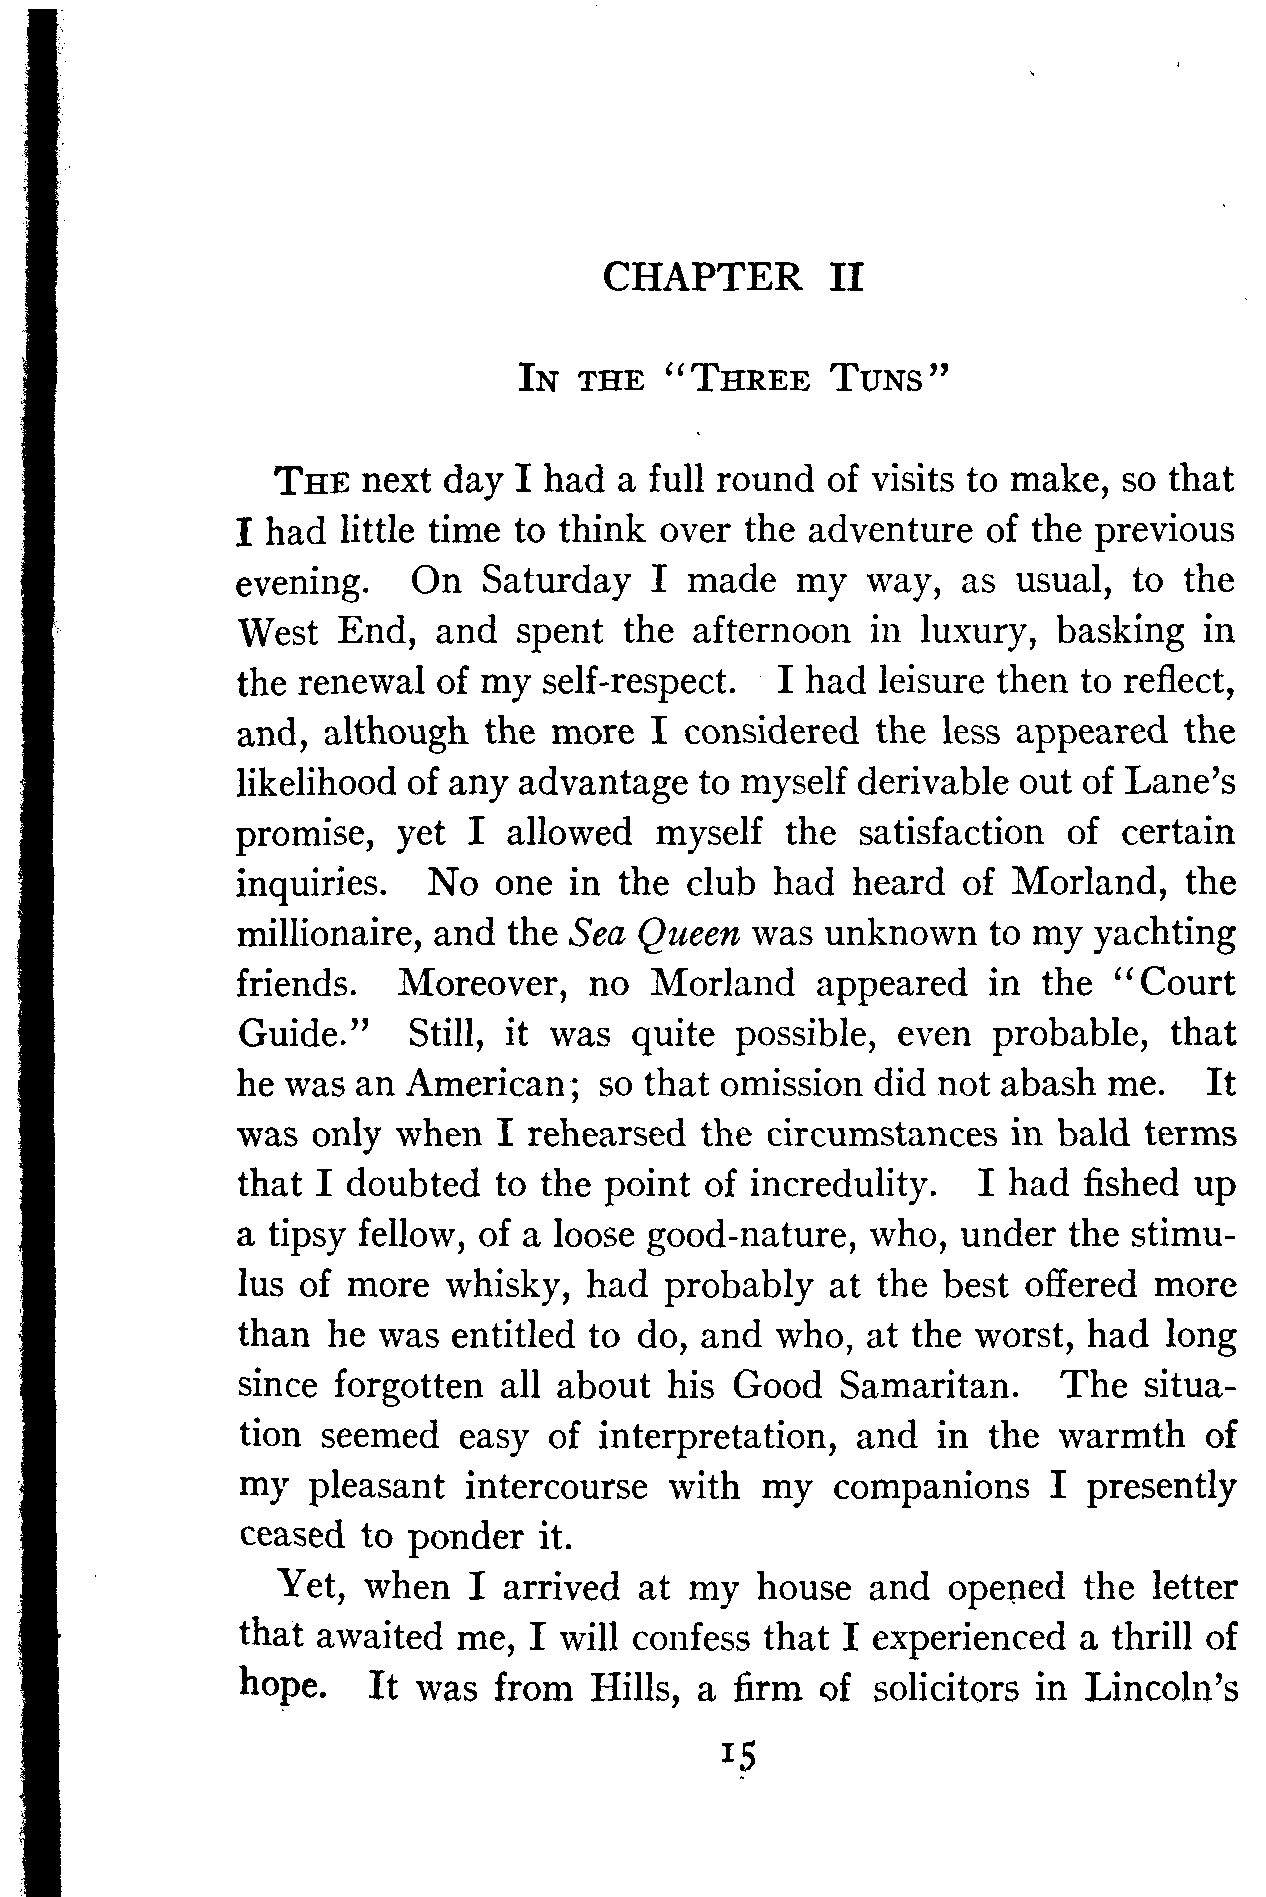 CHAPTER II
IN THE "THREE TUNS"
THE next day I had a full round of visits to make, so that
I had little time to think over the adventure of the previous
evening. On Saturday I made my way, as usual, to the
West End, and spent the afternoon in luxury, basking in
the renewal of my self-respect. I had leisure then to reflect,
and, although the more I considered the less appeared the
likelihood of any advantage to myself derivable out of Lane's
promise, yet I allowed myself the satisfaction of certain
inquiries. No one in the club had heard of Morland, the
millionaire, and the Sea Queen was unknown to my yachting
friends. Moreover, no Morland appeared in the "Court
Guide." Still, it was quite possible, even probable, that
he was an American; so that omission did not abash me. It
was only when I rehearsed the circumstances in bald terms
that I doubted to the point of incredulity. I had fished up
a tipsy fellow, of a loose good-nature, who, under the stimu-
lus of more whisky, had probably at the best offered more
than he was entitled to do, and who, at the worst, had long
since forgotten all about his Good Samaritan. The situa-
tion seemed easy of interpretation, and in the warmth of
my pleasant intercourse with my companions I presently
ceased to ponder it.
Yet, when I arrived at my house and opened the letter
that awaited me, I will confess that I experienced a thrill of
hope. It was from Hills, a firm of solicitors in Lincoln's
15